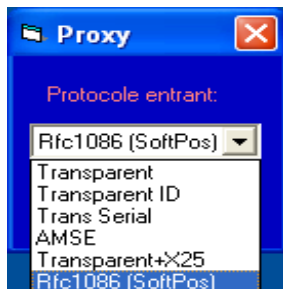 Proxy
Protocole entrant:
Rfc1086 (SoftPos)
Transparent
Transparent ID
Trans Serial
AMSE
Transparent+X25
Rfc1086 (SoftPos)